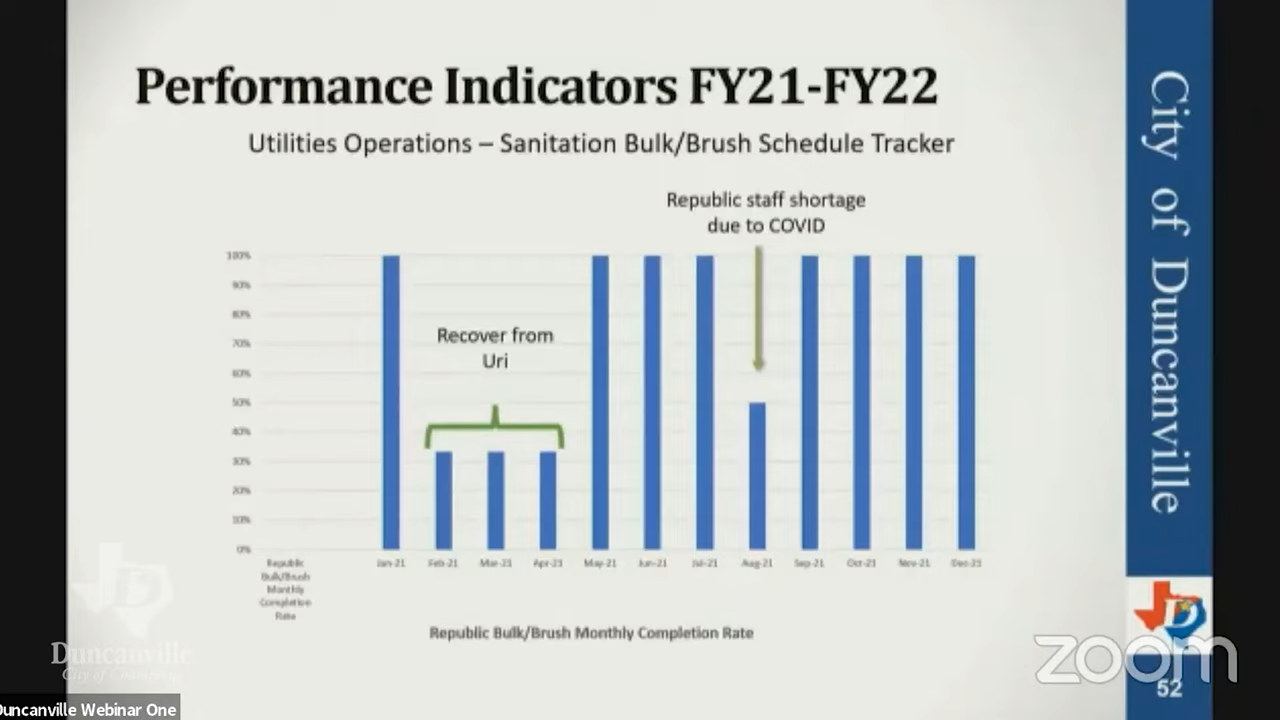 Performance Indicators FY21-FY22
Utilities Operations – Sanitation Bulk/Brush Schedule Tracker
Republic staff shortage
due to COVID
Recover from
Uri
100%
90%
80%
70%
60%
50%
40%
30%
20%
10%
0%
Republic
Bulk/Brush
Monthly
Completion
Rate
Jan-21
Feb-21
Mar-21
Apr-21
May-21
Jun-21
Jul-21
Aug-21
Sep-21
Oct-21
Nov-21
Dec-21
Republic Bulk/Brush Monthly Completion Rate
City of Duncanville
D
Duncanville
City of Champions
D
zoom
52
Duncanville Webinar One